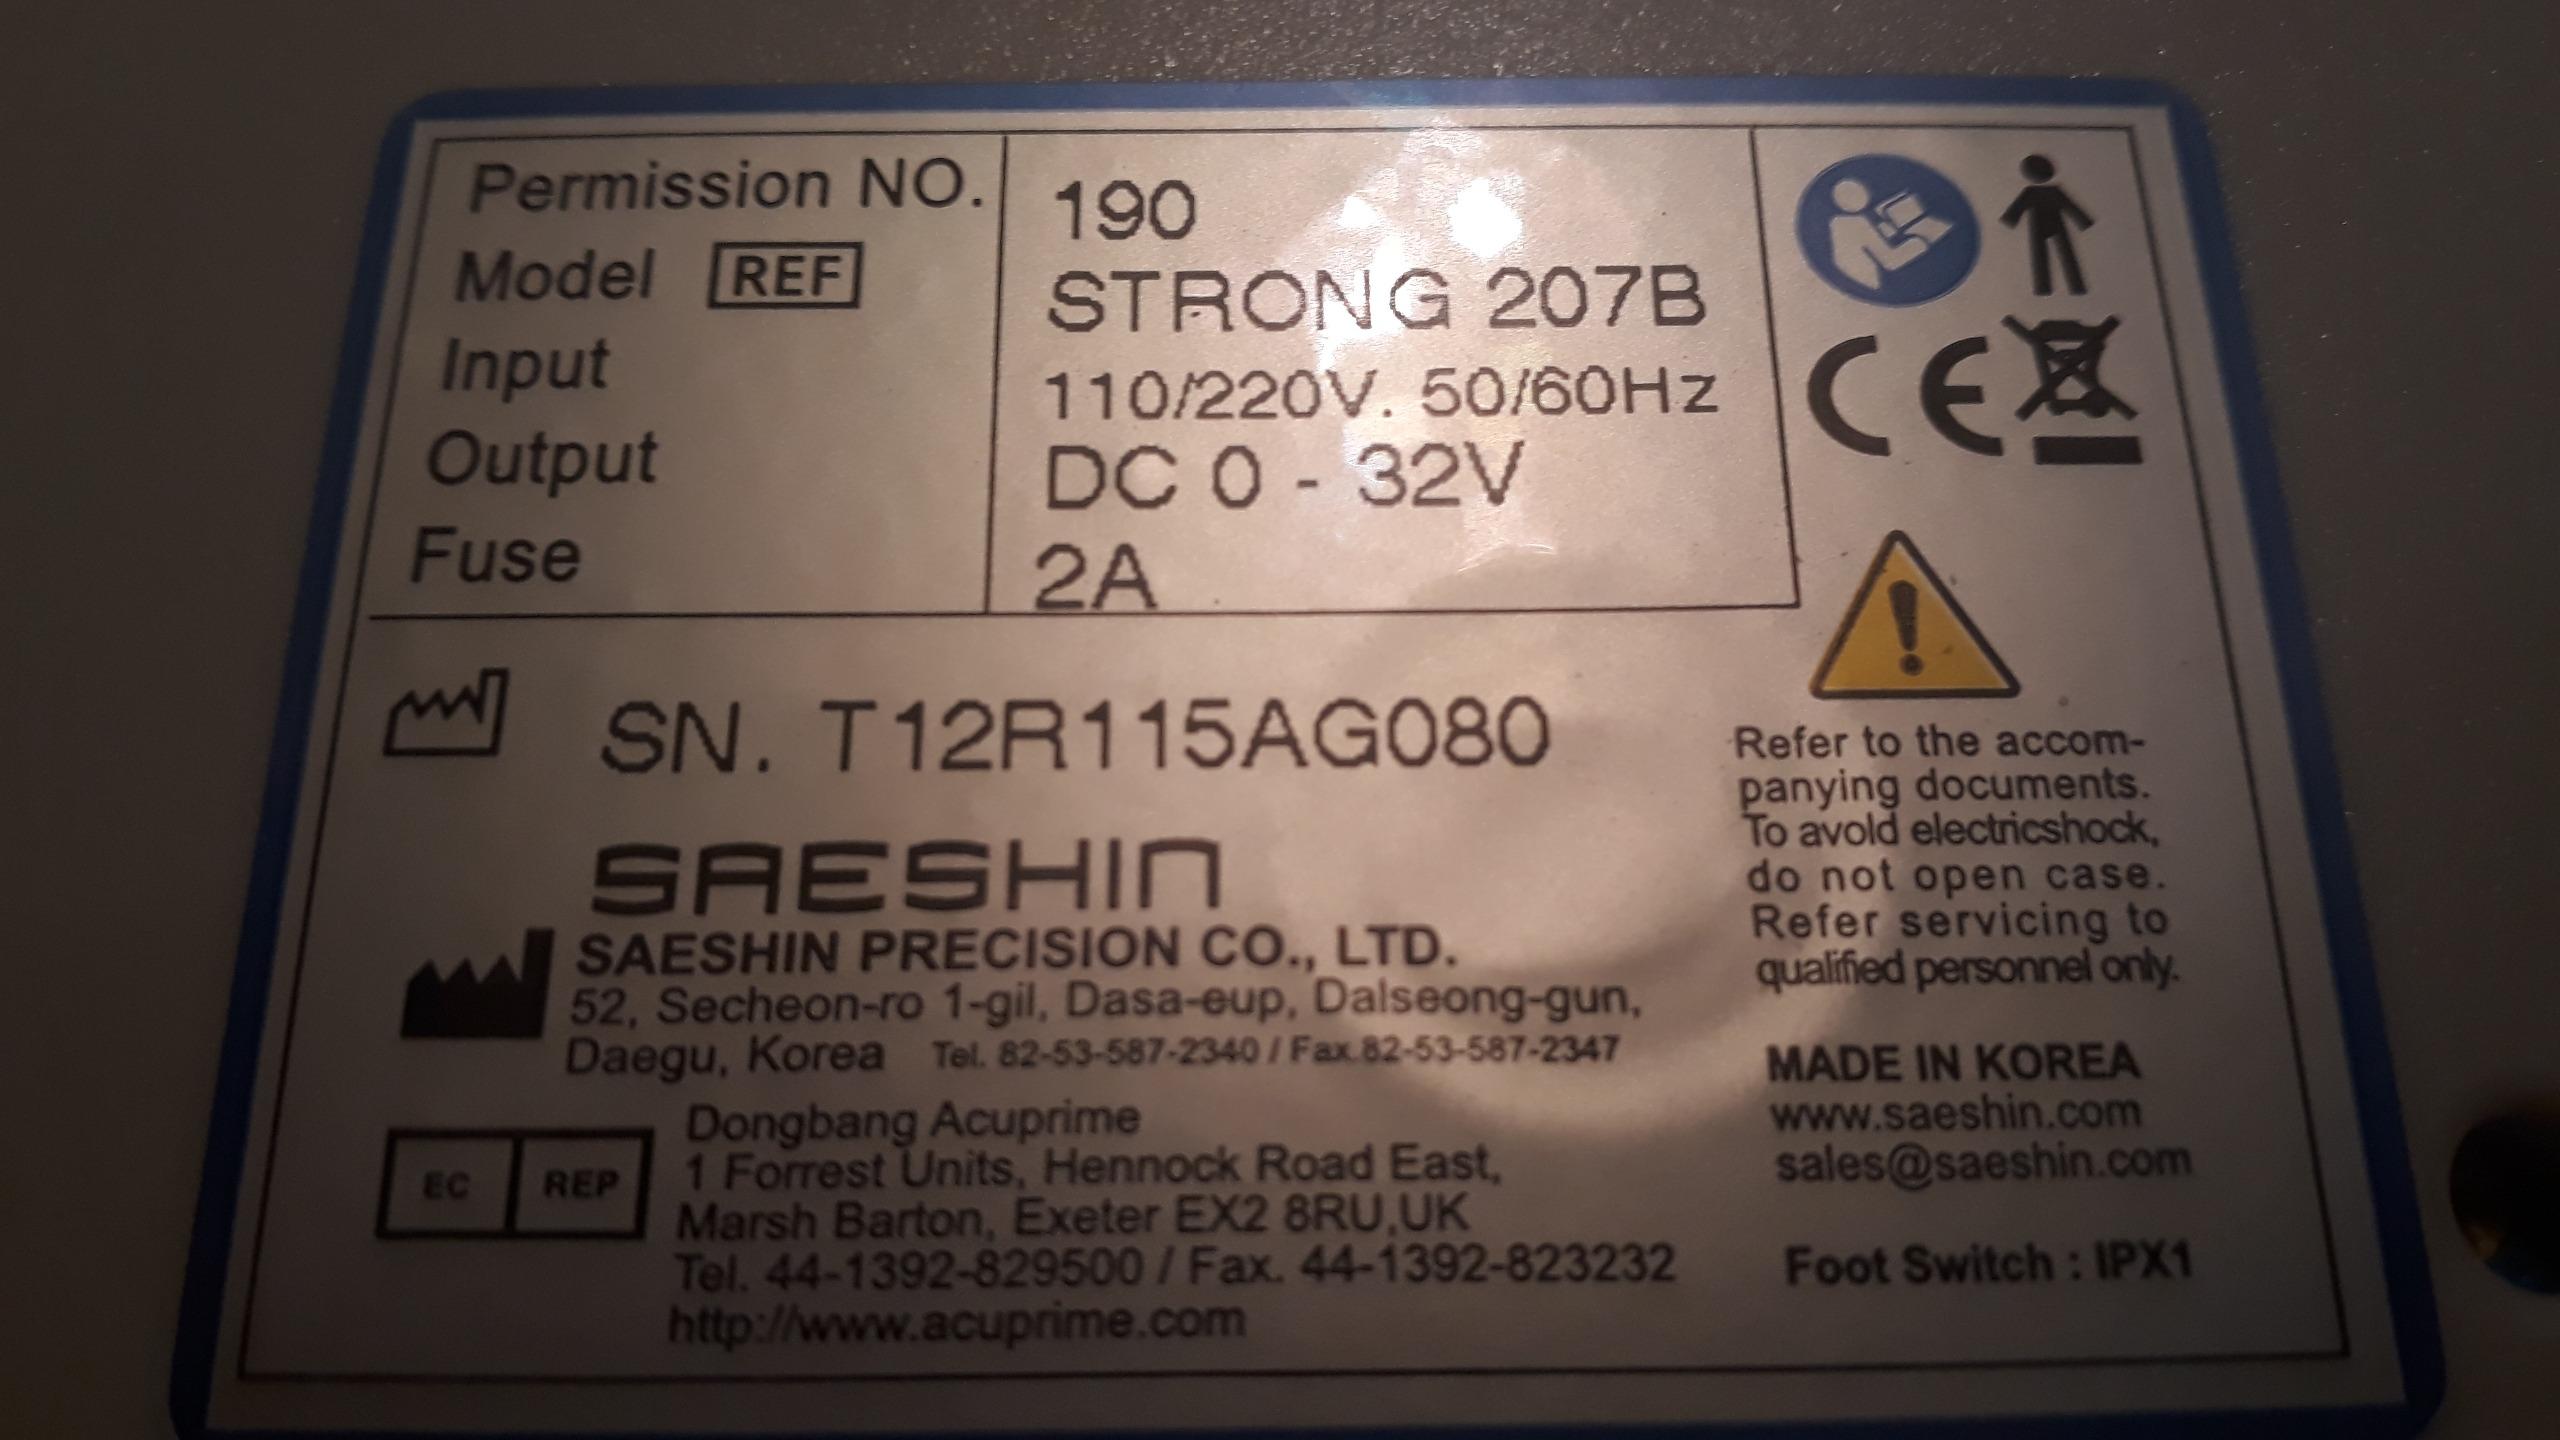 Permission NO. 190
Model REF STRONG 207B
Input 110/220V. 50/60Hz
Output DC 0 - 32V
Fuse 2A
CE
SN. T12R115AG080
SAESHIN
SAESHIN PRECISION CO., LTD.
52, Secheon-ro 1-gil, Dasa-eup, Dalseong-gun,
Daegu, Korea Tel. 82-53-587-2340 / Fax.82-53-587-2347
EC REP
Dongbang Acuprime
1 Forrest Units, Hennock Road East,
Marsh Barton, Exeter EX2 8RU,UK
Tel. 44-1392-829500 / Fax. 44-1392-823232
http://www.acuprime.com
Refer to the accom-
panying documents.
To avold electricshock,
do not open case.
Refer servicing to
qualified personnel only.
MADE IN KOREA
www.saeshin.com
sales@saeshin.com
Foot Switch : IPX1